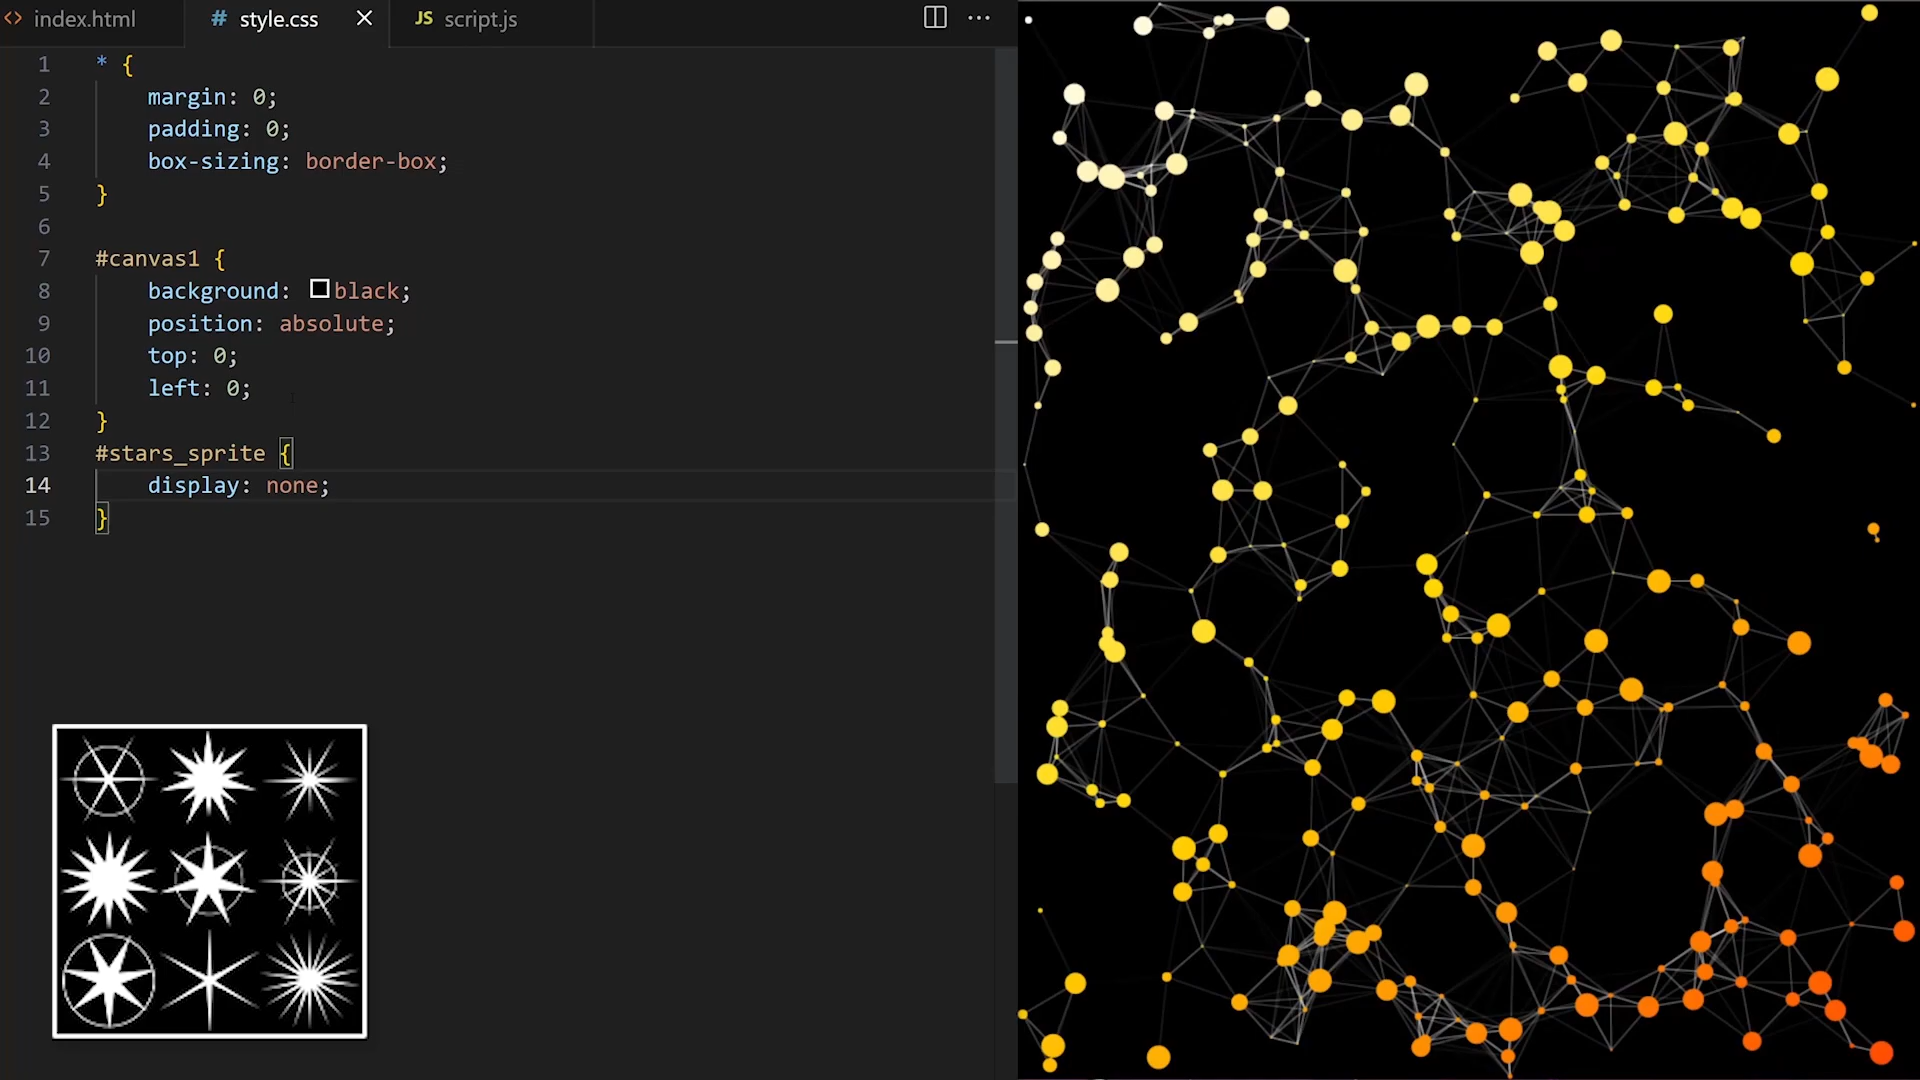 <> index.html # style.css × JS script.js ···
1 * {
2 margin: 0;
3 padding: 0;
4 box-sizing: border-box;
5 }
6
7 #canvas1 {
8 background: black;
9 position: absolute;
10 top: 0;
11 left: 0;
12 }
13 #stars_sprite {
14 display: none;
15 }